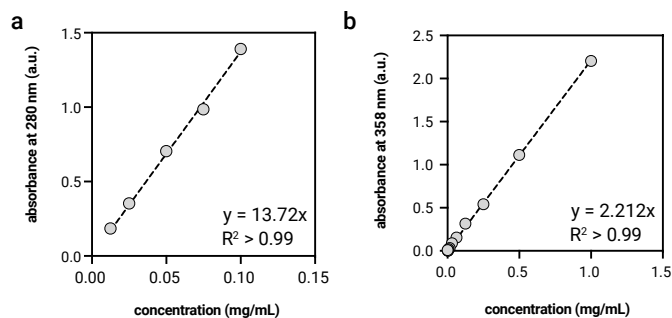 a
absorbance at 280 nm (a.u.)
1.5
1.0
0.5
0.0
0.00 0.05 0.10 0.15
concentration (mg/mL)
y = 13.72x
R² > 0.99
b
absorbance at 358 nm (a.u.)
2.5
2.0
1.5
1.0
0.5
0.0
0.0 0.5 1.0 1.5
concentration (mg/mL)
y = 2.212x
R² > 0.99